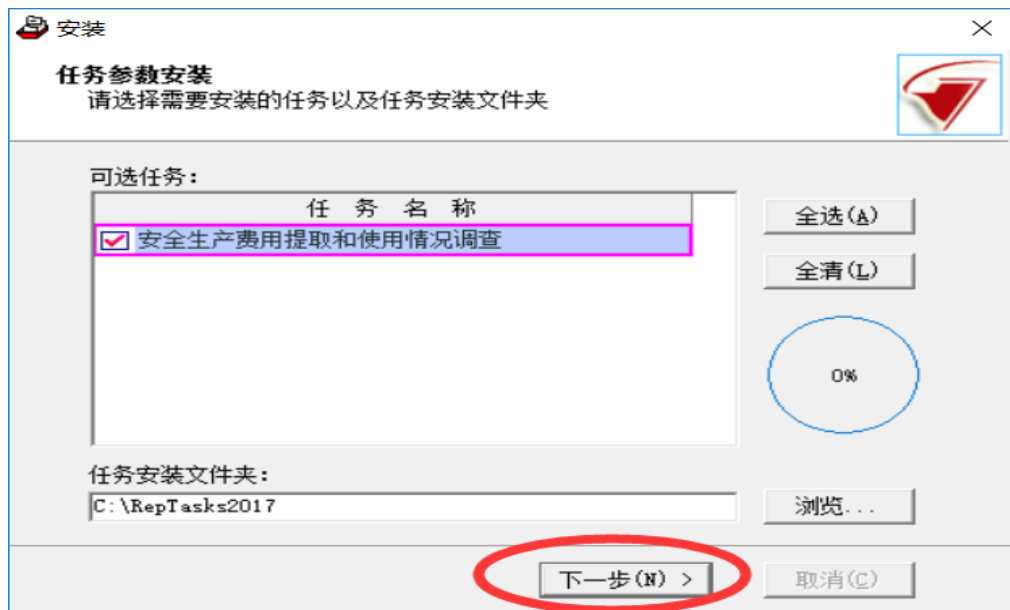 安装
任务参数安装
请选择需要安装的任务以及任务安装文件夹
可选任务:
任 务 名 称
安全生产费用提取和使用情况调查
全选(A)
全清(L)
0%
任务安装文件夹:
C:\RepTasks2017
浏览...
下一步(N) >
取消(C)